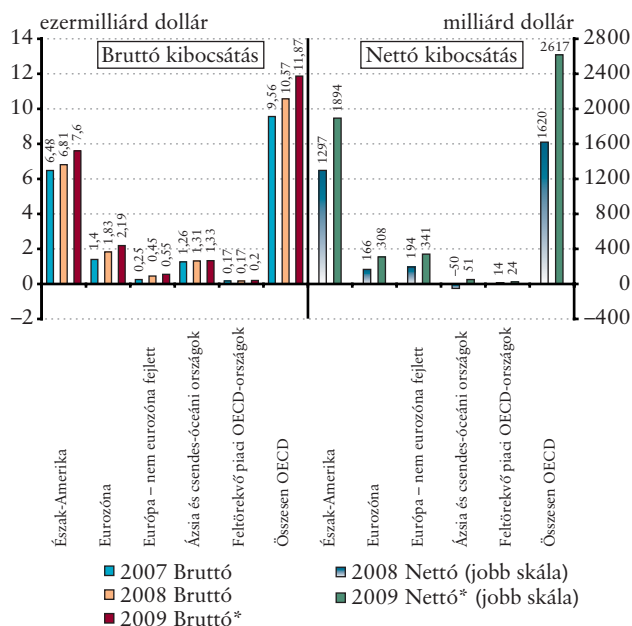 ezermilliárd dollár
milliárd dollár
Bruttó kibocsátás
Nettó kibocsátás
14
12
10
8
6
4
2
0
–2
2800
2400
2000
1600
1200
800
400
0
–400
6,48
6,81
7,6
1,4
1,83
2,19
0,25
0,45
0,55
1,26
1,31
1,33
0,17
0,17
0,2
9,56
10,57
11,87
1297
1894
166
308
194
341
–50
51
14
24
1620
2617
Észak-Amerika
Eurozóna
Európa – nem eurozóna fejlett
Ázsia és csendes-óceáni országok
Feltörekvő piaci OECD-országok
Összesen OECD
Észak-Amerika
Eurozóna
Európa – nem eurozóna fejlett
Ázsia és csendes-óceáni országok
Feltörekvő piaci OECD-országok
Összesen OECD
2007 Bruttó
2008 Bruttó
2009 Bruttó*
2008 Nettó (jobb skála)
2009 Nettó* (jobb skála)